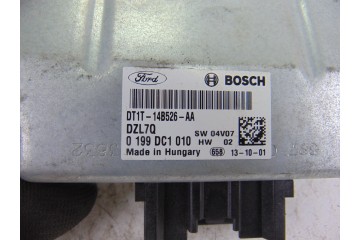 Ford
BOSCH
DT1T-14B526-AA
DZL7Q
SW 04V07
0 199 DC1 010
HW 02
Made in Hungary
658
13-10-01